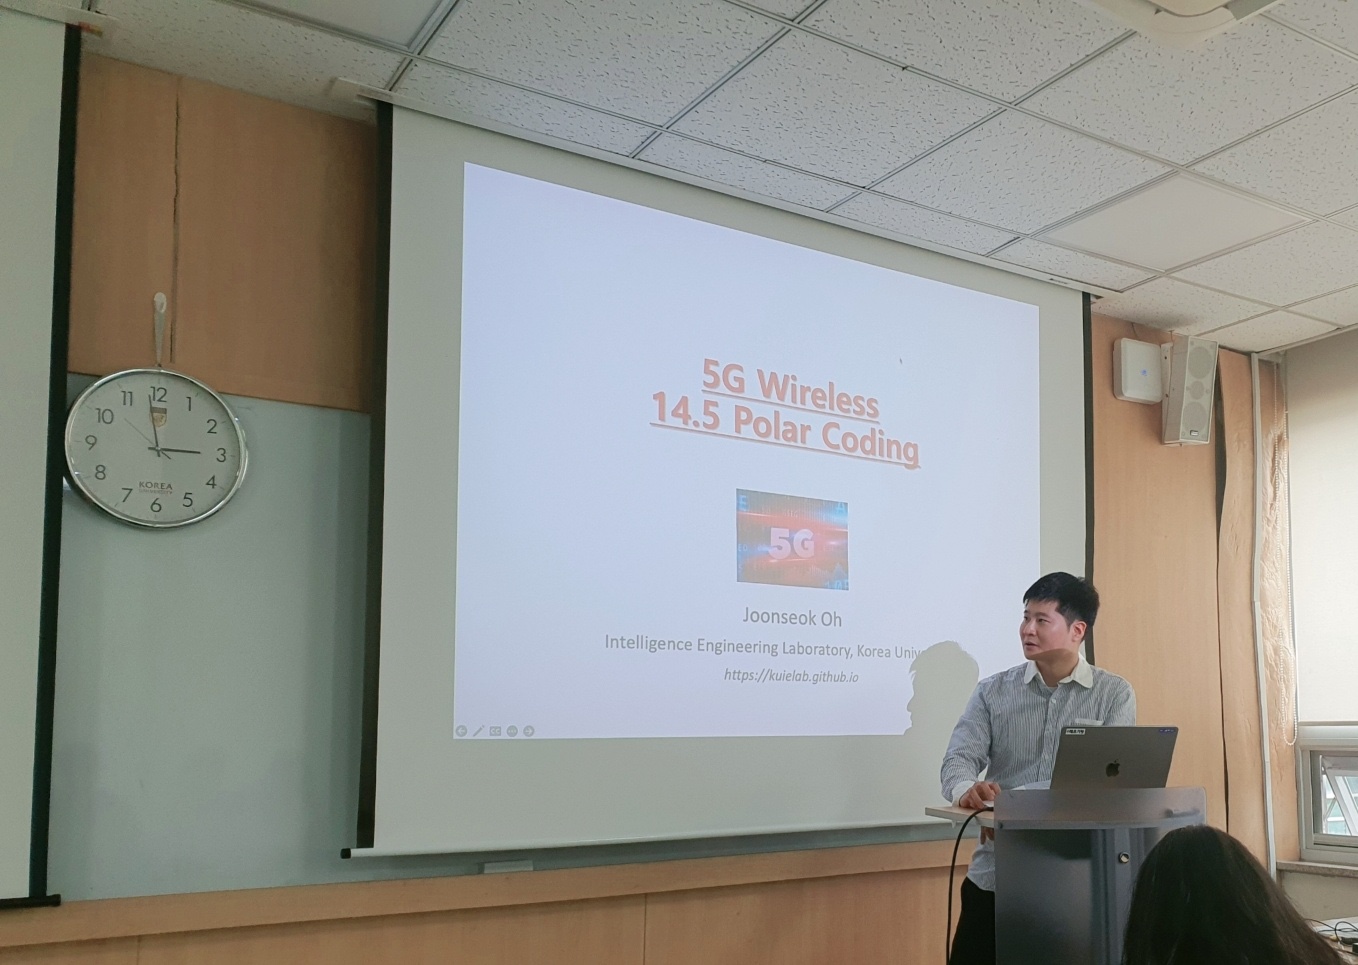 5G Wireless
14.5 Polar Coding
5G
Joonseok Oh
Intelligence Engineering Laboratory, Korea
https://kuielab.github.io
12
11 1
10 2
9 3
8 4
7 5
6
KOREA
UNIVERSITY